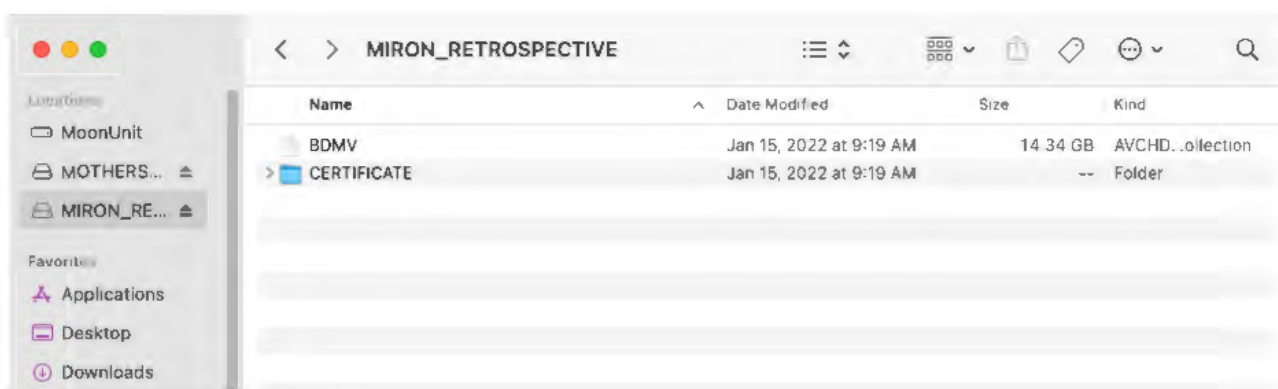 MIRON_RETROSPECTIVE
Locations
MoonUnit
MOTHERS...
MIRON_RE...
Favorites
Applications
Desktop
Downloads
Name Date Modified Size Kind
BDMV Jan 15, 2022 at 9:19 AM 14.34 GB AVCHD...ollection
CERTIFICATE Jan 15, 2022 at 9:19 AM -- Folder